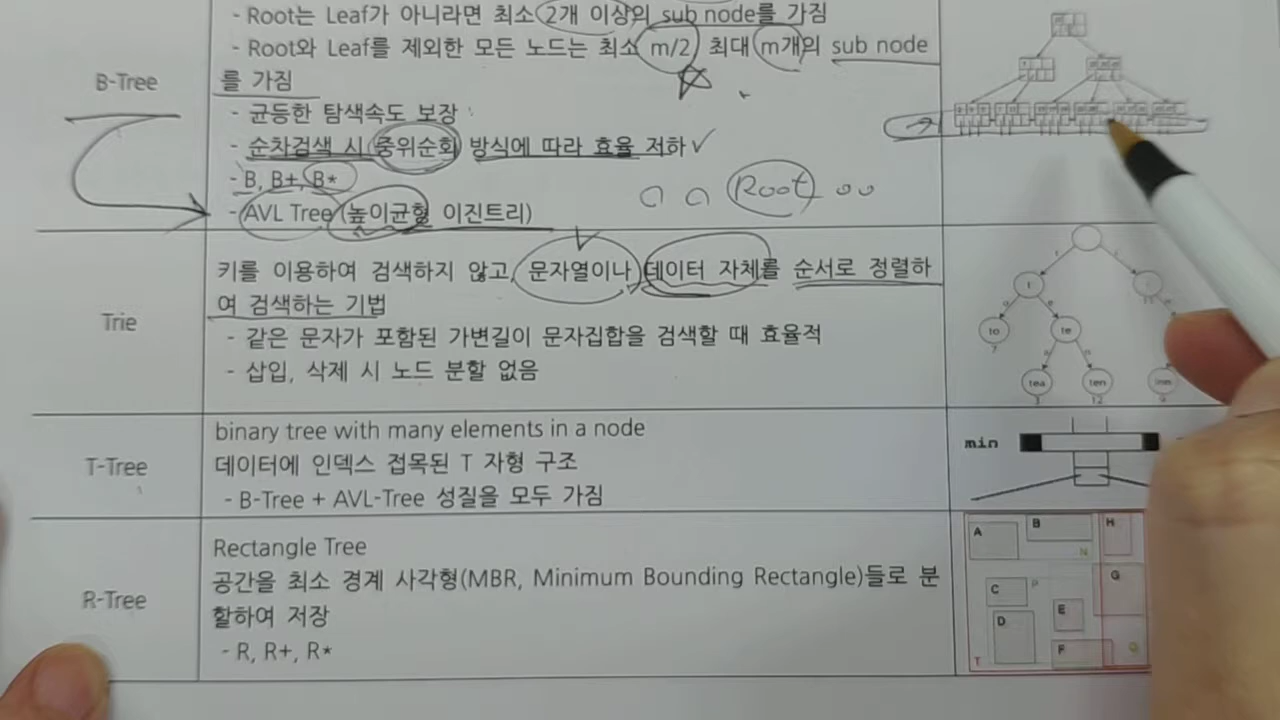 - Root는 Leaf가 아니라면 최소 2개 이상의 sub node를 가짐
- Root와 Leaf를 제외한 모든 노드는 최소 m/2 최대 m개의 sub node
를 가짐
B-Tree
- 균등한 탐색속도 보장
- 순차검색 시 중위순회 방식에 따라 효율 저하
- B, B+, B*
- AVL Tree (높이균형 이진트리)
Root
키를 이용하여 검색하지 않고, 문자열이나 데이터 자체를 순서로 정렬하
여 검색하는 기법
Trie
- 같은 문자가 포함된 가변길이 문자집합을 검색할 때 효율적
- 삽입, 삭제 시 노드 분할 없음
t
to
te
7
tea
ten
inn
3
12
9
binary tree with many elements in a node
T-Tree
데이터에 인덱스 접목된 T 자형 구조
- B-Tree + AVL-Tree 성질을 모두 가짐
min
Rectangle Tree
R-Tree
공간을 최소 경계 사각형(MBR, Minimum Bounding Rectangle)들로 분
할하여 저장
- R, R+, R*
A
B
H
N
C
P
G
E
D
F
T